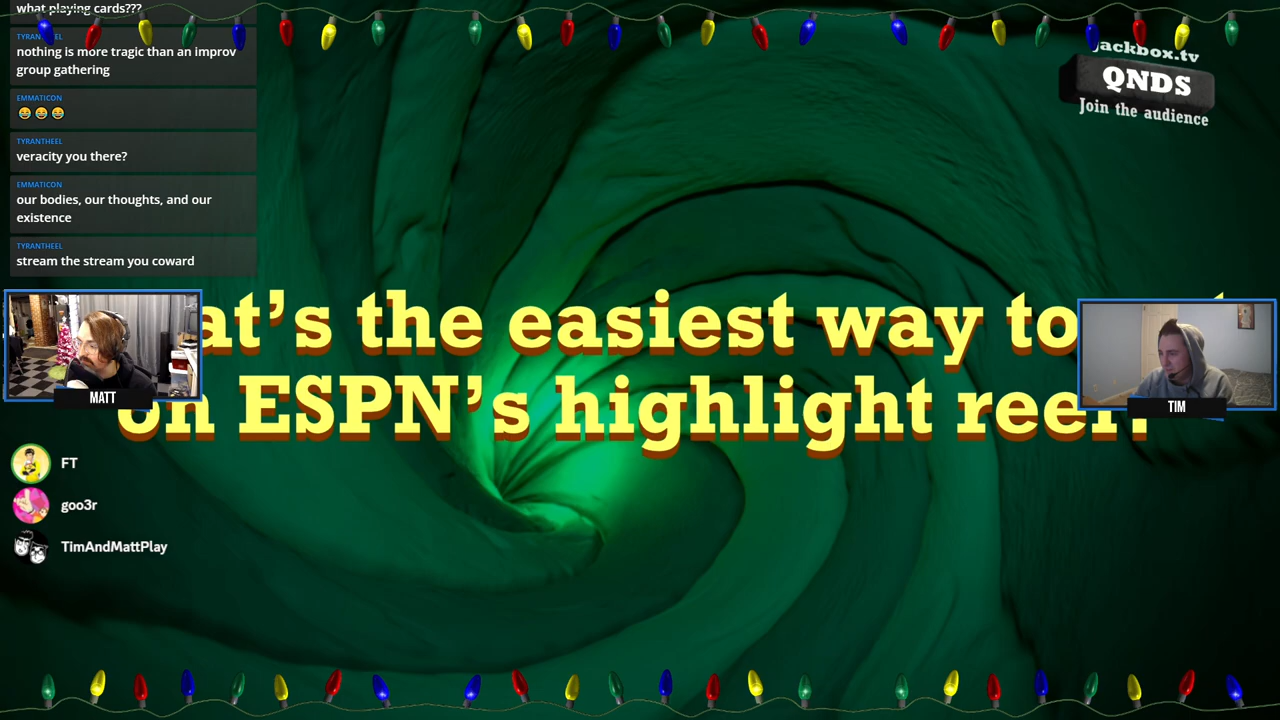 what playing cards???
TYRANTHEEL
nothing is more tragic than an improv
group gathering
EMMATICON
😂😂😂
TYRANTHEEL
veracity you there?
EMMATICON
our bodies, our thoughts, and our
existence
TYRANTHEEL
stream the stream you coward
jackbox.tv
QNDS
Join the audience
at's the easiest way to
on ESPN's highlight reel?
MATT
TIM
FT
goo3r
TimAndMattPlay